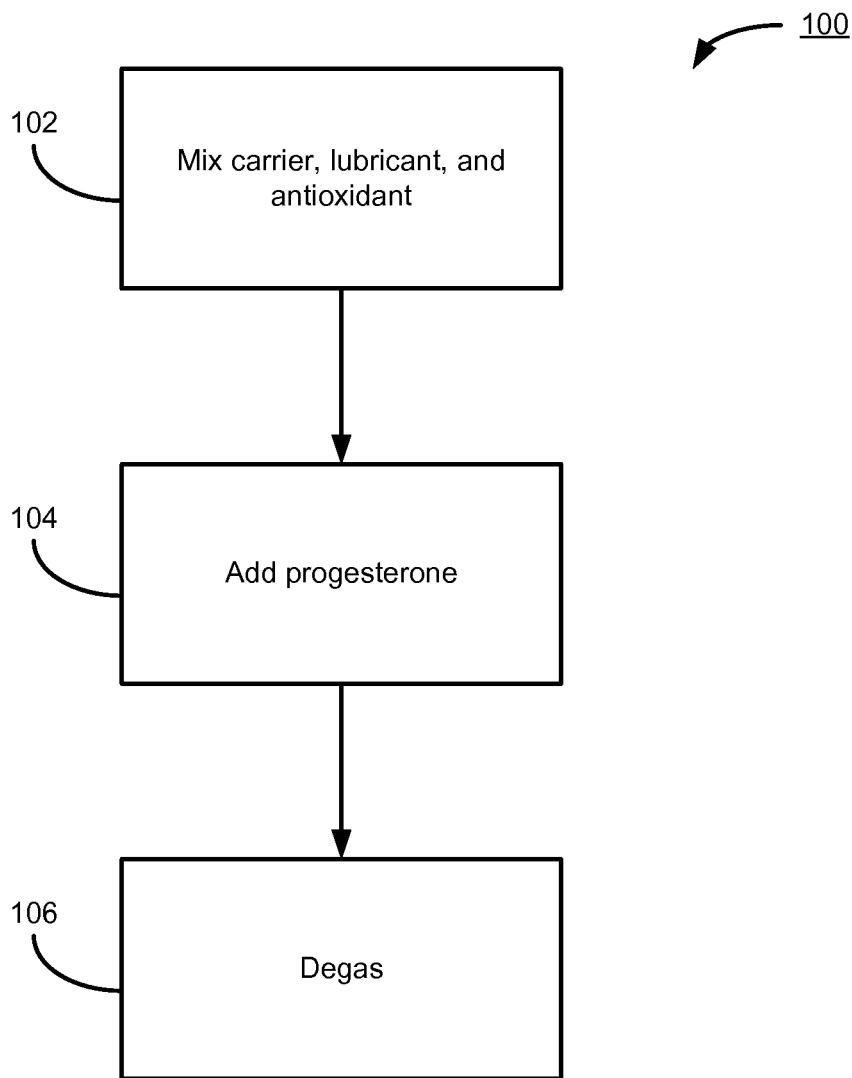 100
102
Mix carrier, lubricant, and
antioxidant
104
Add progesterone
106
Degas